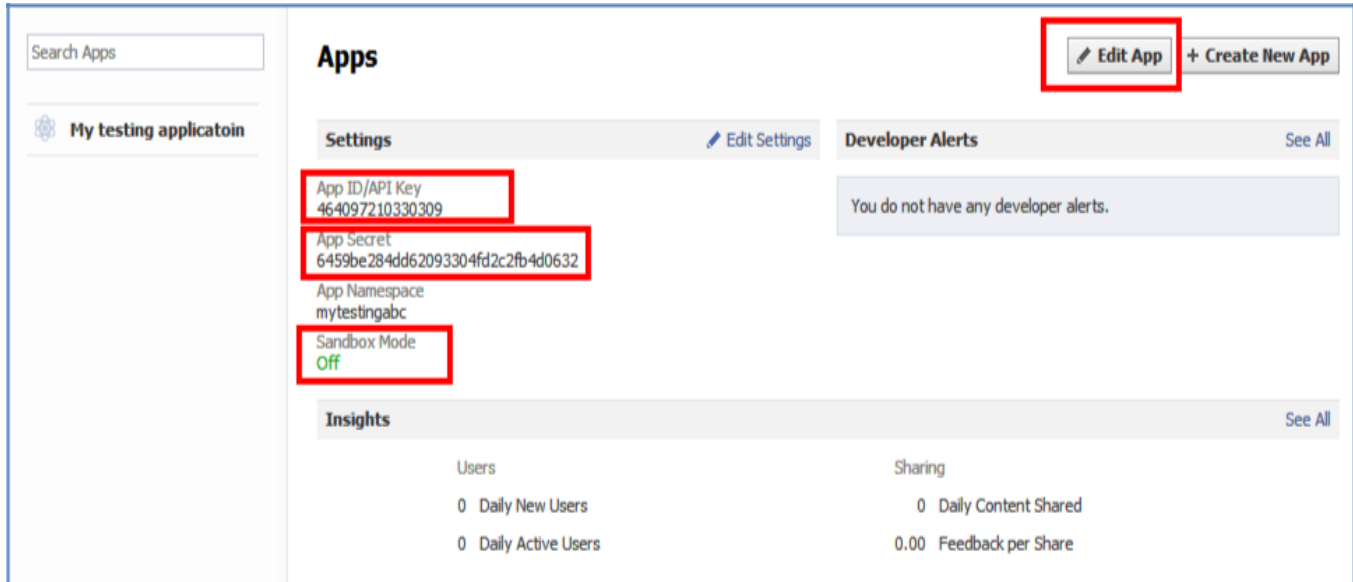 Search Apps
My testing applicatoin
Apps
Edit App
+ Create New App
Settings
Edit Settings
App ID/API Key
464097210330309
App Secret
6459be284dd62093304fd2c2fb4d0632
App Namespace
mytestingabc
Sandbox Mode
Off
Developer Alerts
See All
You do not have any developer alerts.
Insights
See All
Users
0 Daily New Users
0 Daily Active Users
Sharing
0 Daily Content Shared
0.00 Feedback per Share